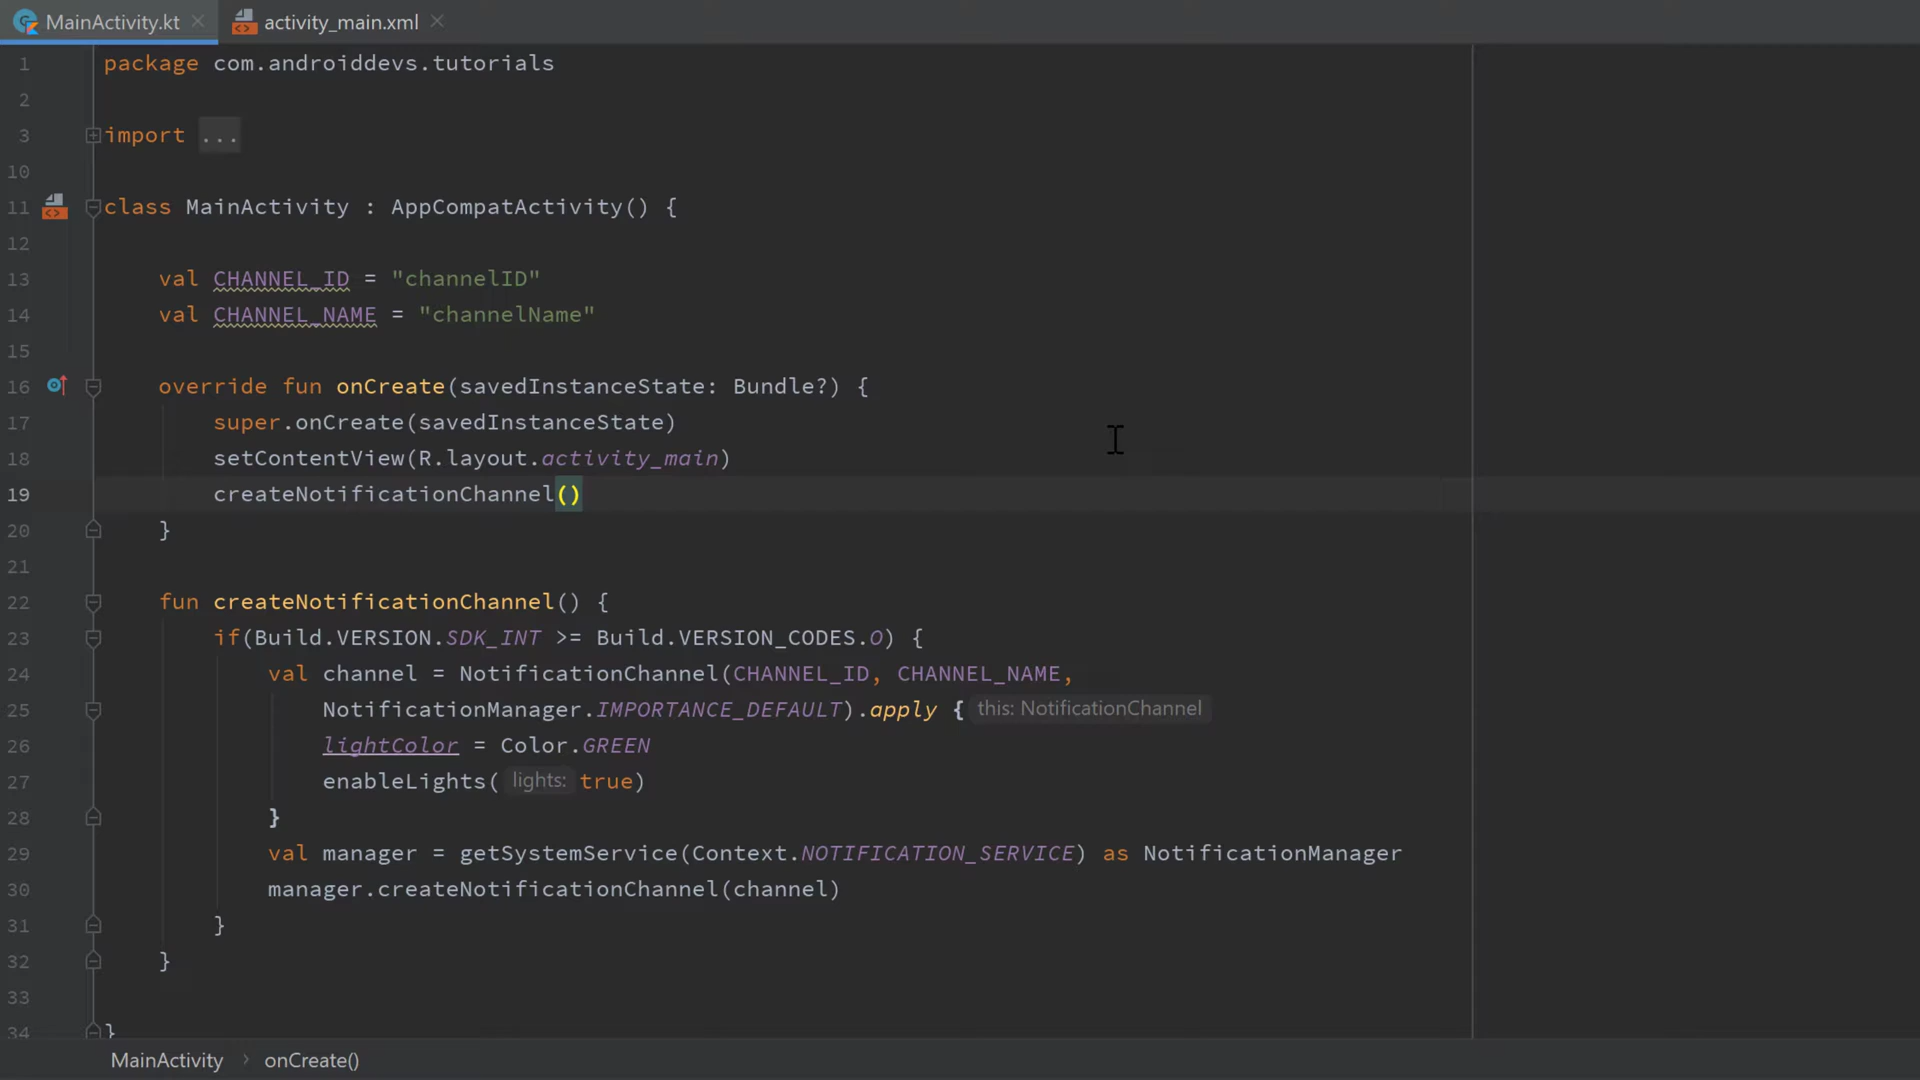 MainActivity.kt
activity_main.xml
1 package com.androiddevs.tutorials
2
3 import ...
10
11 class MainActivity : AppCompatActivity() {
12
13 val CHANNEL_ID = "channelID"
14 val CHANNEL_NAME = "channelName"
15
16 override fun onCreate(savedInstanceState: Bundle?) {
17 super.onCreate(savedInstanceState)
18 setContentView(R.layout.activity_main)
19 createNotificationChannel()
20 }
21
22 fun createNotificationChannel() {
23 if(Build.VERSION.SDK_INT >= Build.VERSION_CODES.O) {
24 val channel = NotificationChannel(CHANNEL_ID, CHANNEL_NAME,
25 NotificationManager.IMPORTANCE_DEFAULT).apply { this: NotificationChannel
26 lightColor = Color.GREEN
27 enableLights( lights: true)
28 }
29 val manager = getSystemService(Context.NOTIFICATION_SERVICE) as NotificationManager
30 manager.createNotificationChannel(channel)
31 }
32 }
33
34 }
MainActivity › onCreate()